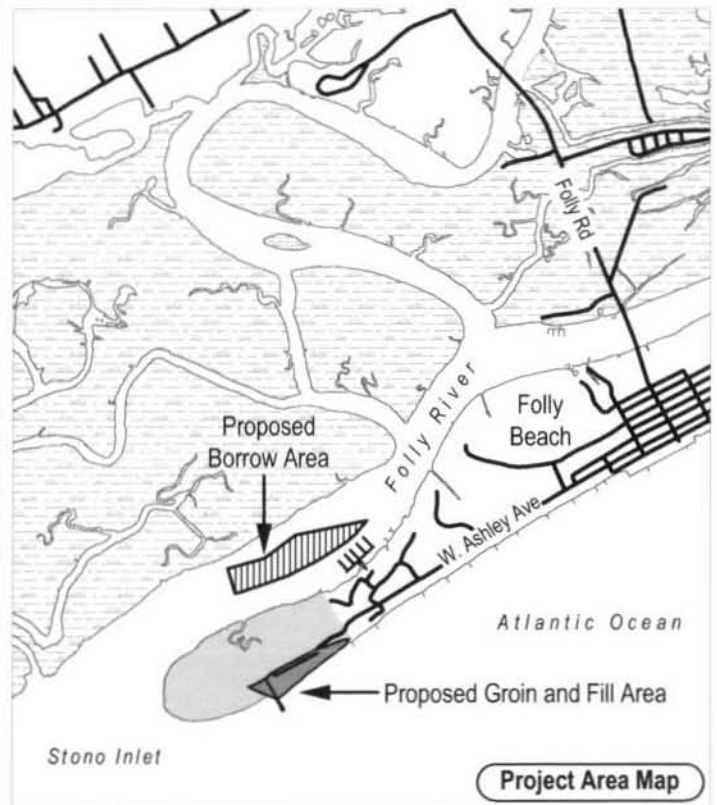 Folly Rd
Folly River
Folly
Beach
Proposed
Borrow Area
W. Ashley Ave
Atlantic Ocean
Proposed Groin and Fill Area
Stono Inlet
Project Area Map